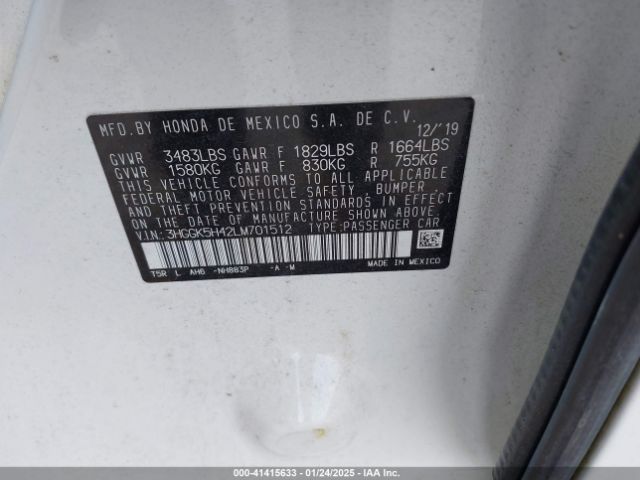 MFD.BY HONDA DE MEXICO S.A. DE C.V.
12/'19
GVWR 3483LBS GAWR F 1829LBS R 1664LBS
GVWR 1580KG GAWR F 830KG R 755KG
THIS VEHICLE CONFORMS TO ALL APPLICABLE
FEDERAL MOTOR VEHICLE SAFETY, BUMPER,
AND THEFT PREVENTION STANDARDS IN EFFECT
ON THE DATE OF MANUFACTURE SHOWN ABOVE.
VIN:3HGGK5H42LM701512 TYPE:PASSENGER CAR
T5R L AH6 -NH883P -A -M MADE IN MEXICO
000-41415633 - 01/24/2025 - IAA Inc.